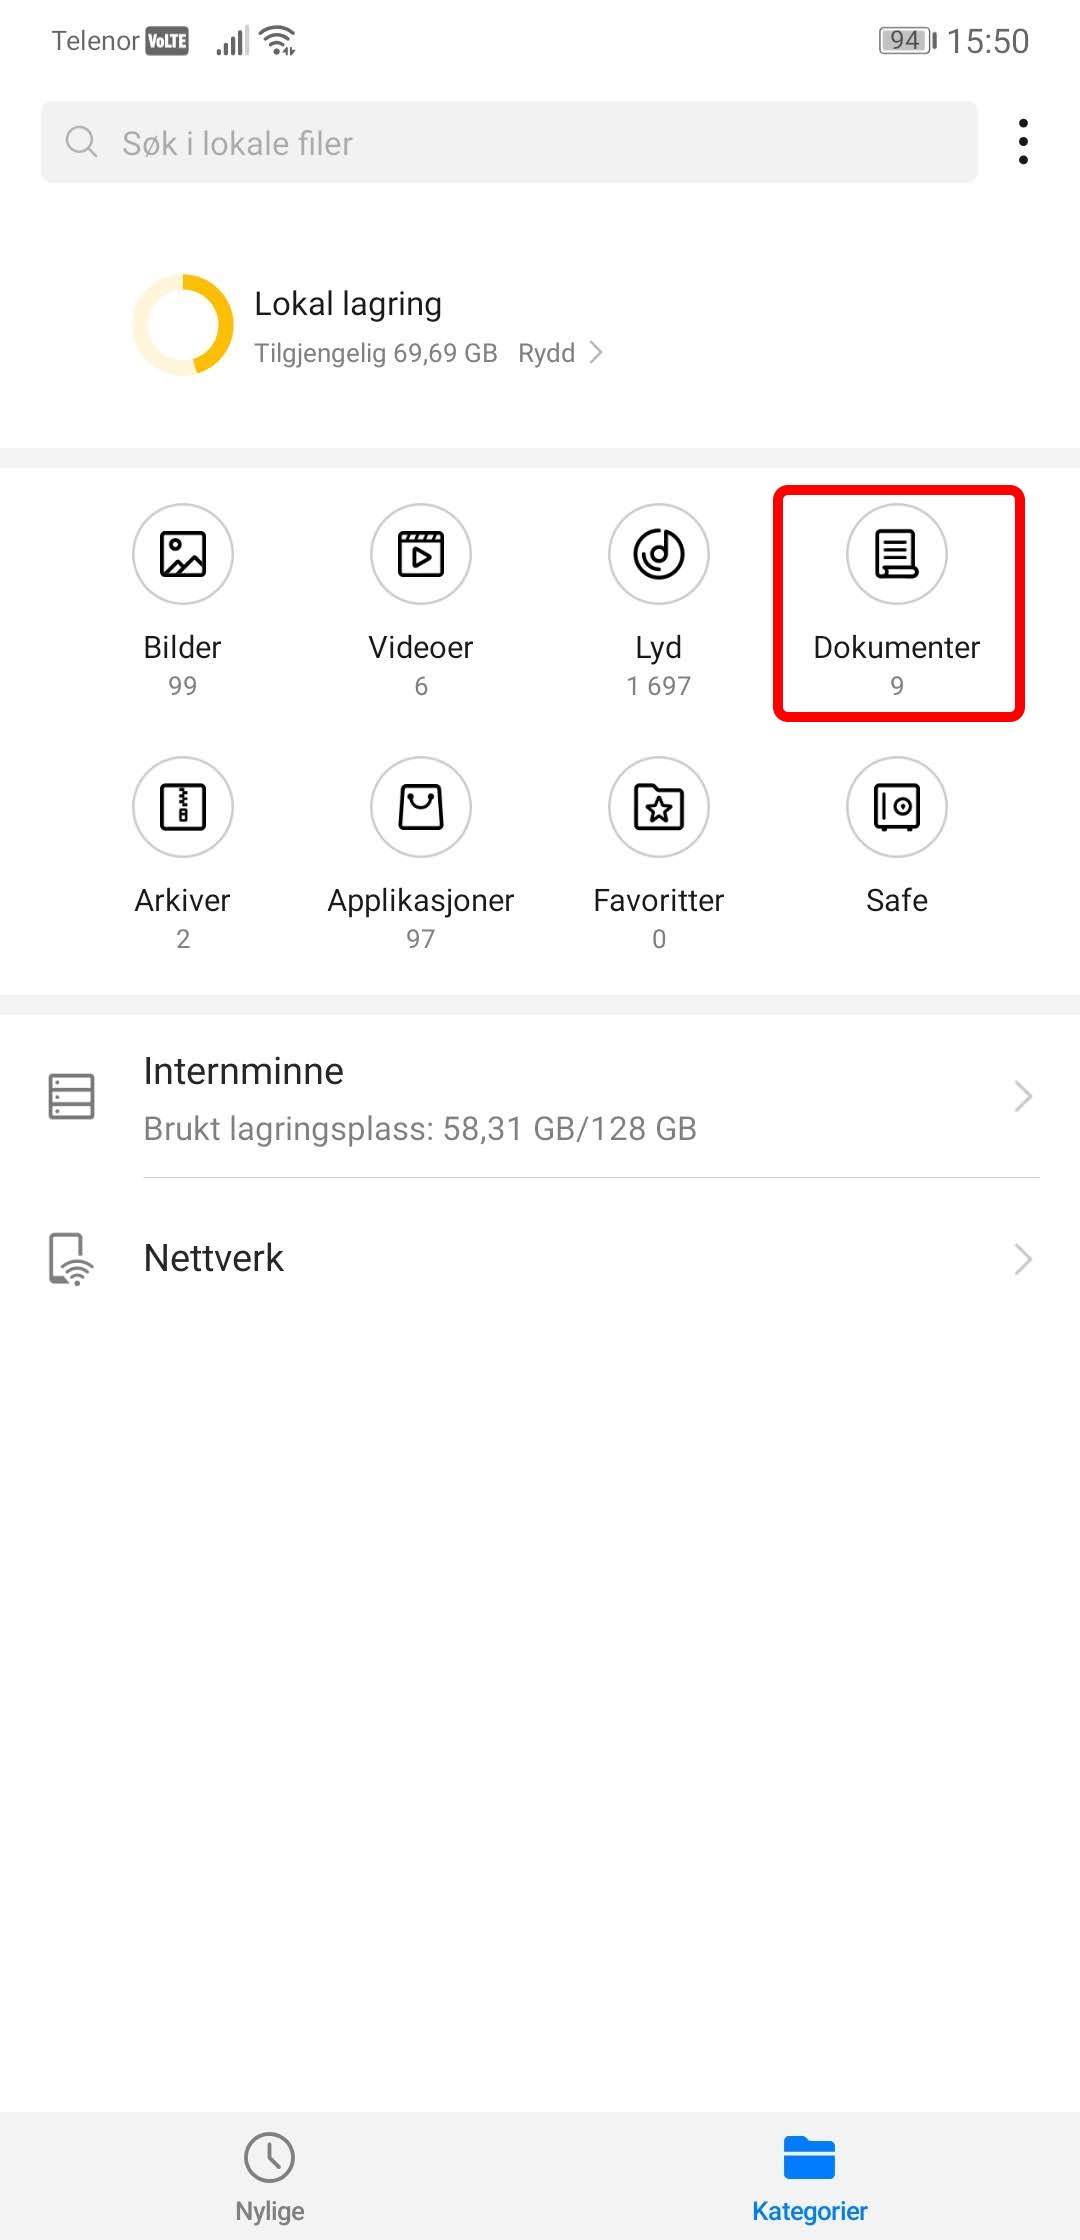 Telenor VoLTE 94 15:50
Søk i lokale filer
Lokal lagring
Tilgjengelig 69,69 GB Rydd
Bilder Videoer Lyd Dokumenter
99 6 1 697 9
Arkiver Applikasjoner Favoritter Safe
2 97 0
Internminne
Brukt lagringsplass: 58,31 GB/128 GB
Nettverk
Nylige Kategorier